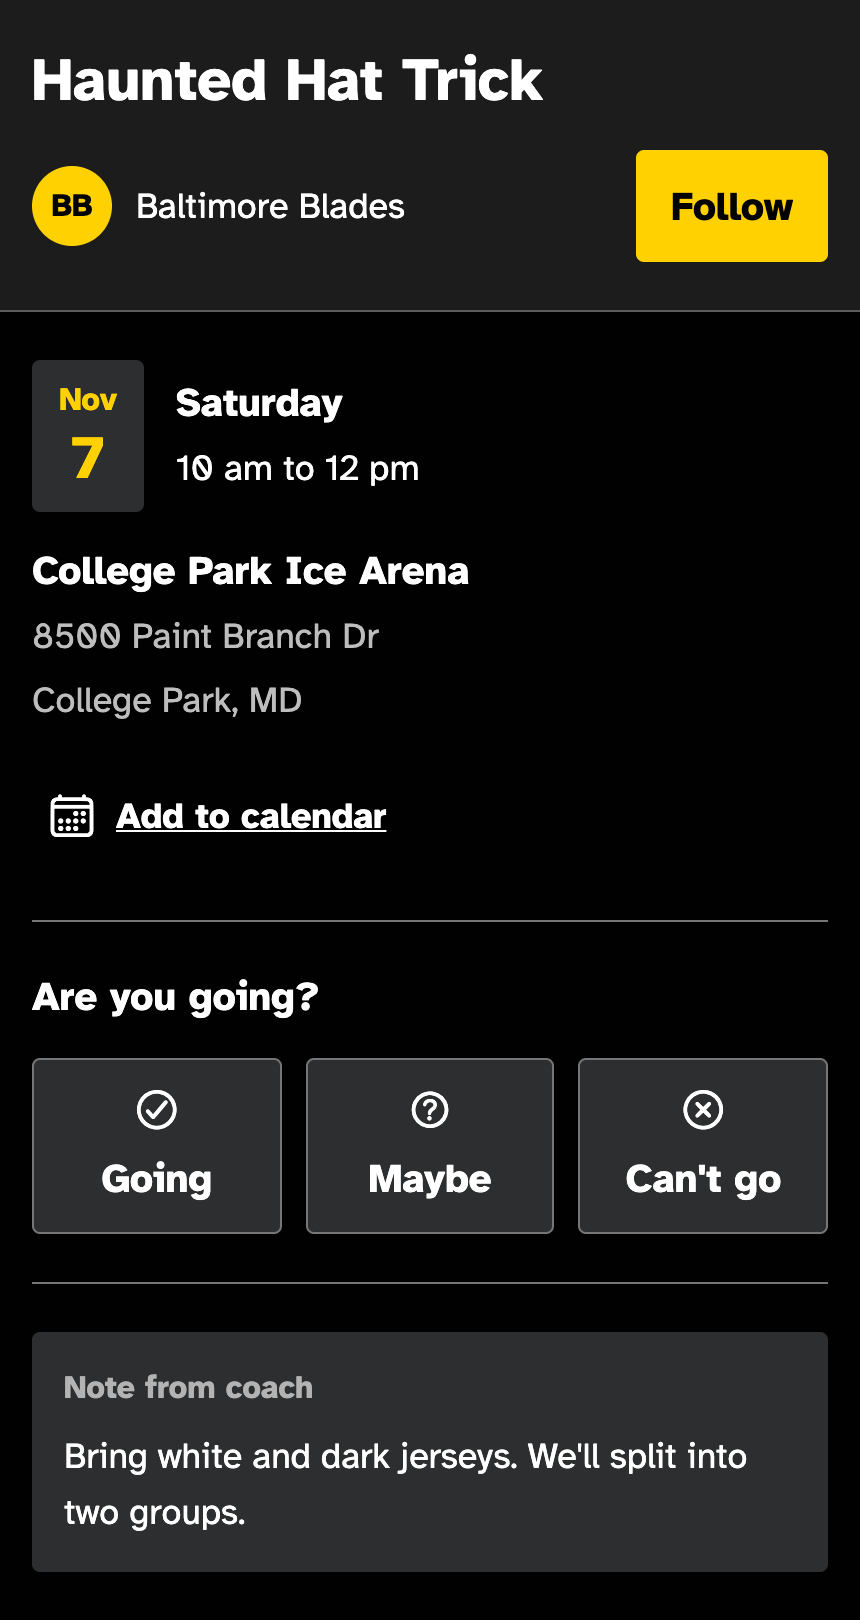 Haunted Hat Trick
BB
Baltimore Blades
Follow
Nov
7
Saturday
10 am to 12 pm
College Park Ice Arena
8500 Paint Branch Dr
College Park, MD
Add to calendar
Are you going?
Going
Maybe
Can't go
Note from coach
Bring white and dark jerseys. We'll split into
two groups.